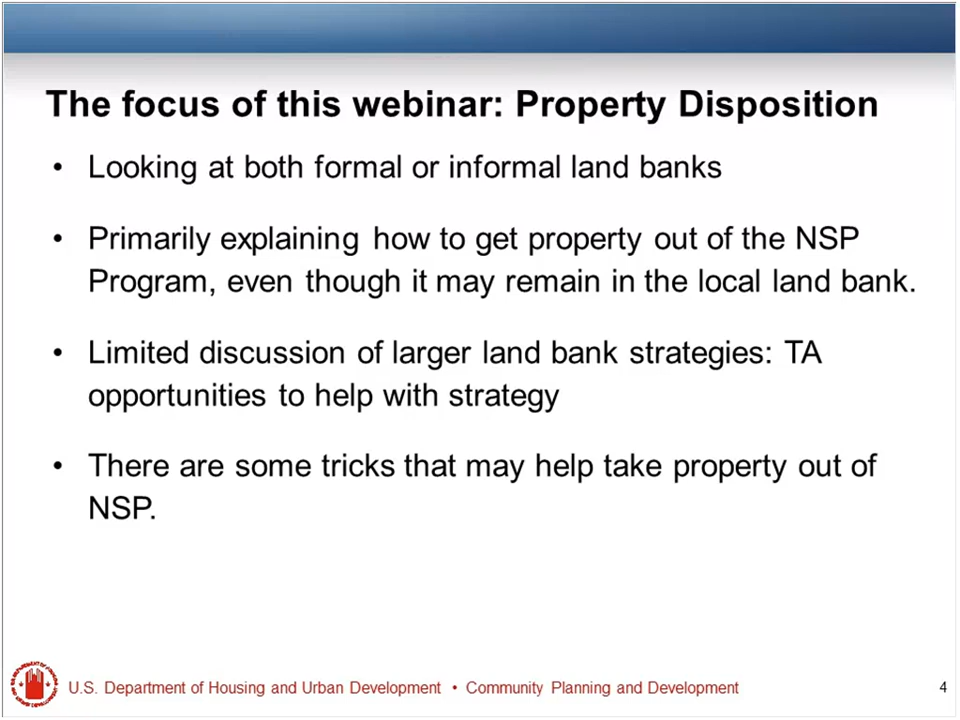 The focus of this webinar: Property Disposition
• Looking at both formal or informal land banks
• Primarily explaining how to get property out of the NSP
Program, even though it may remain in the local land bank.
• Limited discussion of larger land bank strategies: TA
opportunities to help with strategy
• There are some tricks that may help take property out of
NSP.
U.S. Department of Housing and Urban Development • Community Planning and Development
4